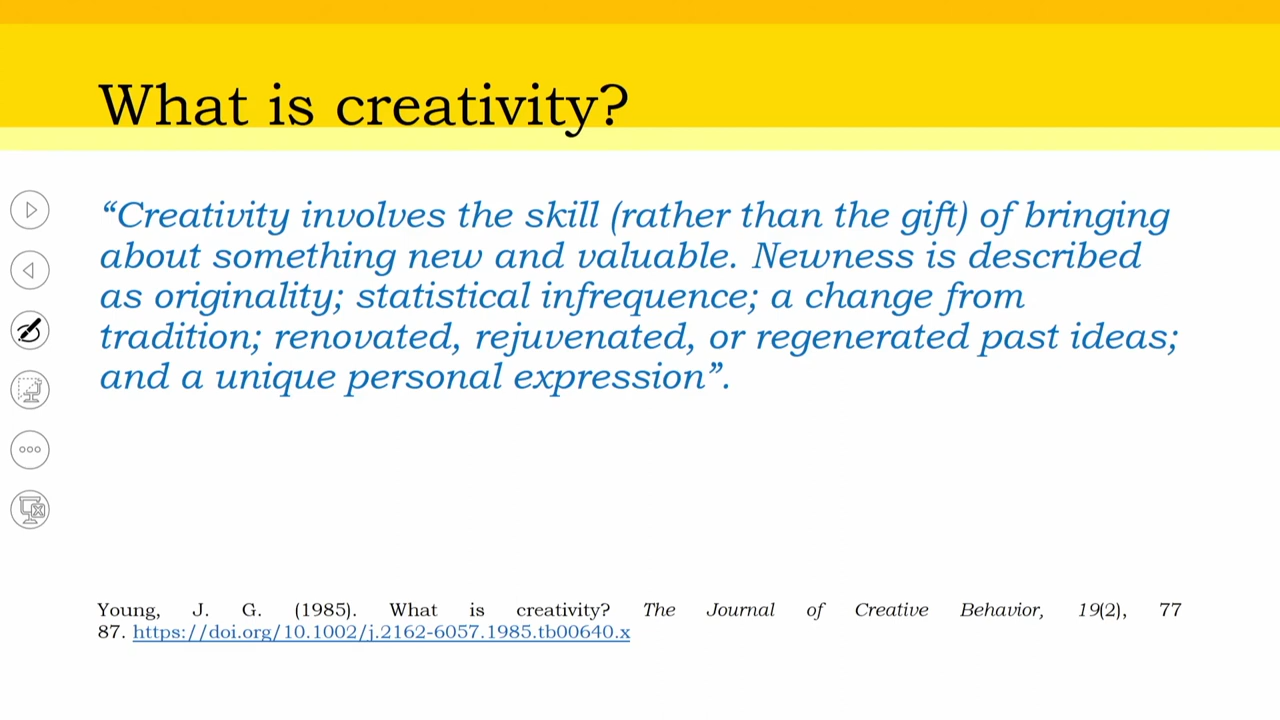 What is creativity?
“Creativity involves the skill (rather than the gift) of bringing
about something new and valuable. Newness is described
as originality; statistical infrequence; a change from
tradition; renovated, rejuvenated, or regenerated past ideas;
and a unique personal expression”.
Young, J. G. (1985). What is creativity? The Journal of Creative Behavior, 19(2), 77
87. https://doi.org/10.1002/j.2162-6057.1985.tb00640.x